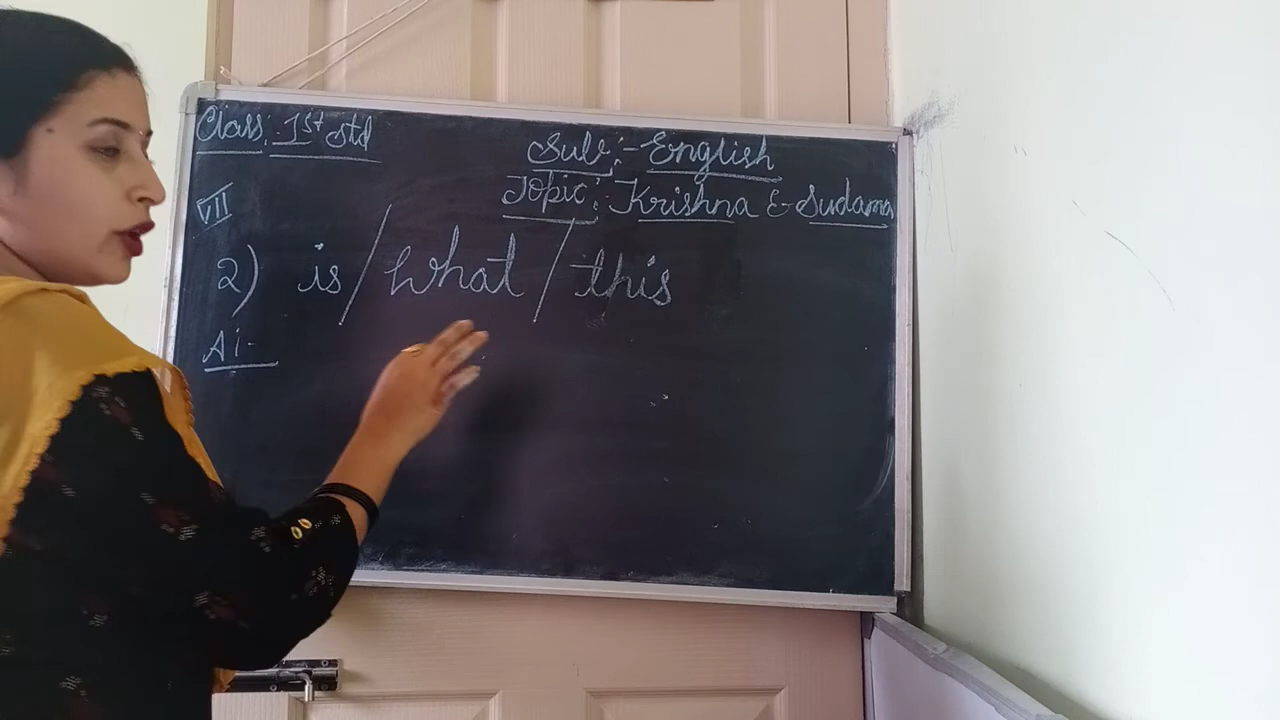 Class: 1st Std
Sub:- English
Topic: Krishna & Sudama
VII
2) is / what / this
A:-